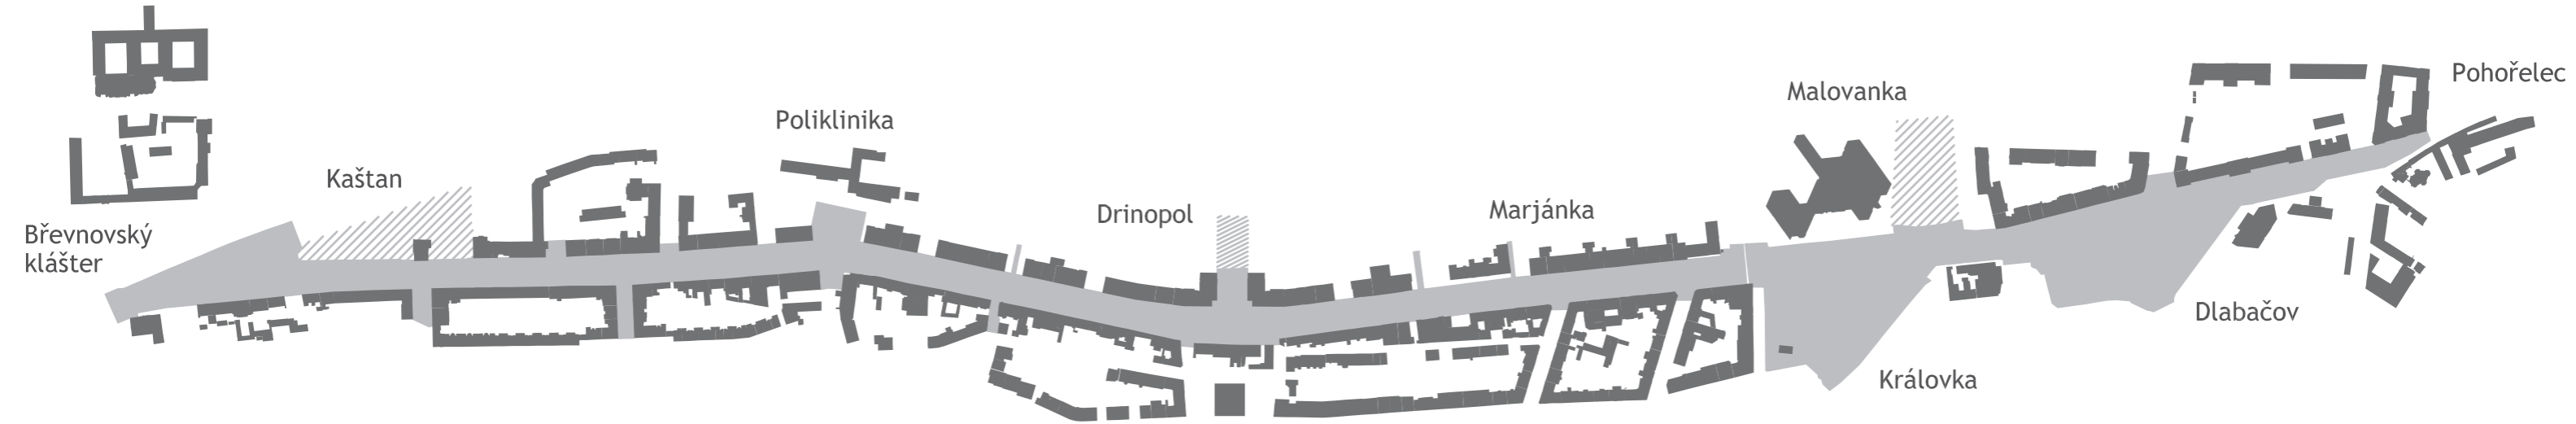 Břevnovský
klášter
Kaštan
Poliklinika
Drinopol
Marjánka
Malovanka
Královka
Dlabačov
Pohořelec